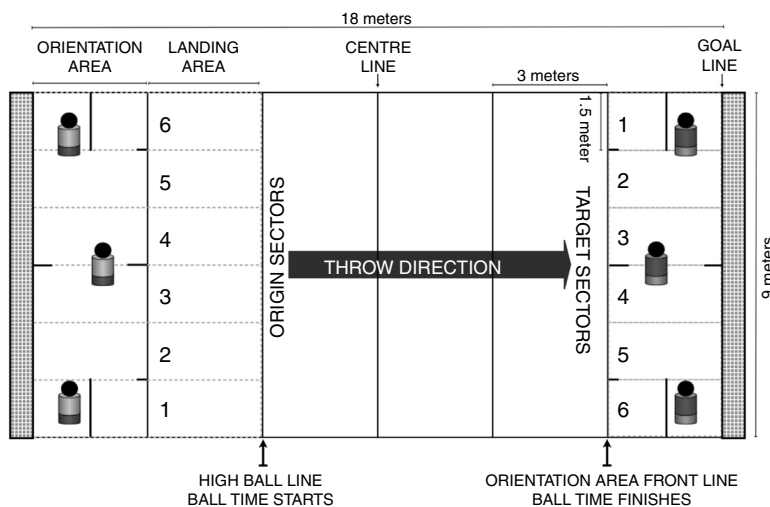 18 meters
ORIENTATION
AREA
LANDING
AREA
CENTRE
LINE
GOAL
LINE
3 meters
1.5 meter
6
5
4
3
2
1
ORIGIN SECTORS
THROW DIRECTION
TARGET SECTORS
1
2
3
4
5
6
9 meters
HIGH BALL LINE
BALL TIME STARTS
ORIENTATION AREA FRONT LINE
BALL TIME FINISHES